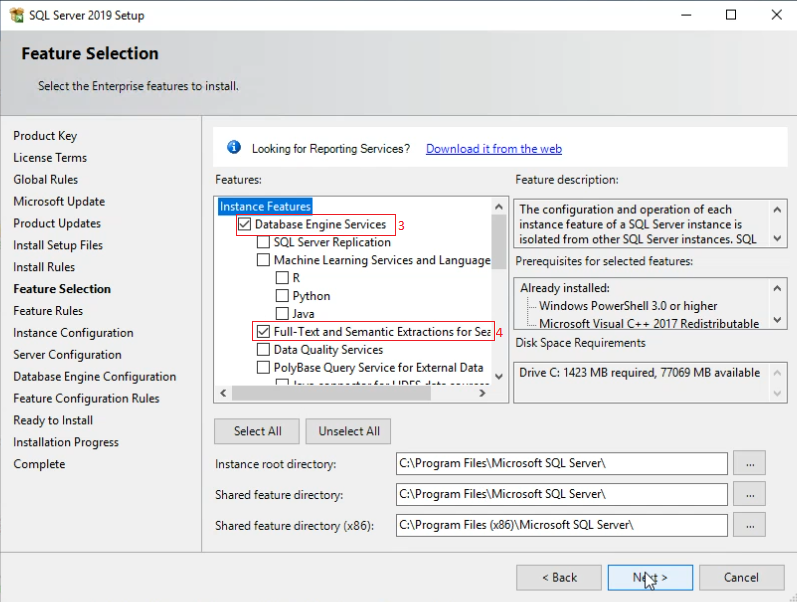 SQL Server 2019 Setup
Feature Selection
Select the Enterprise features to install.
Product Key
License Terms
Global Rules
Microsoft Update
Product Updates
Install Setup Files
Install Rules
Feature Selection
Feature Rules
Instance Configuration
Server Configuration
Database Engine Configuration
Feature Configuration Rules
Ready to Install
Installation Progress
Complete
Looking for Reporting Services? Download it from the web
Features:
Instance Features
Database Engine Services 3
SQL Server Replication
Machine Learning Services and Language
R
Python
Java
Full-Text and Semantic Extractions for Sea 4
Data Quality Services
PolyBase Query Service for External Data
Java connector for HDFS data sources
Feature description:
The configuration and operation of each
instance feature of a SQL Server instance is
isolated from other SQL Server instances. SQL
Prerequisites for selected features:
Already installed:
Windows PowerShell 3.0 or higher
Microsoft Visual C++ 2017 Redistributable
Disk Space Requirements
Drive C: 1423 MB required, 77069 MB available
Select All
Unselect All
Instance root directory: C:\Program Files\Microsoft SQL Server\ ...
Shared feature directory: C:\Program Files\Microsoft SQL Server\ ...
Shared feature directory (x86): C:\Program Files (x86)\Microsoft SQL Server\ ...
< Back
Next >
Cancel